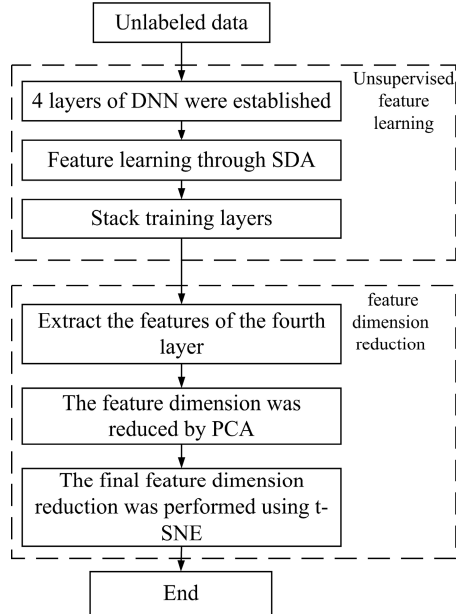 Unlabeled data
Unsupervised
feature
learning
4 layers of DNN were established
Feature learning through SDA
Stack training layers
feature
dimension
reduction
Extract the features of the fourth
layer
The feature dimension was
reduced by PCA
The final feature dimension
reduction was performed using t-
SNE
End